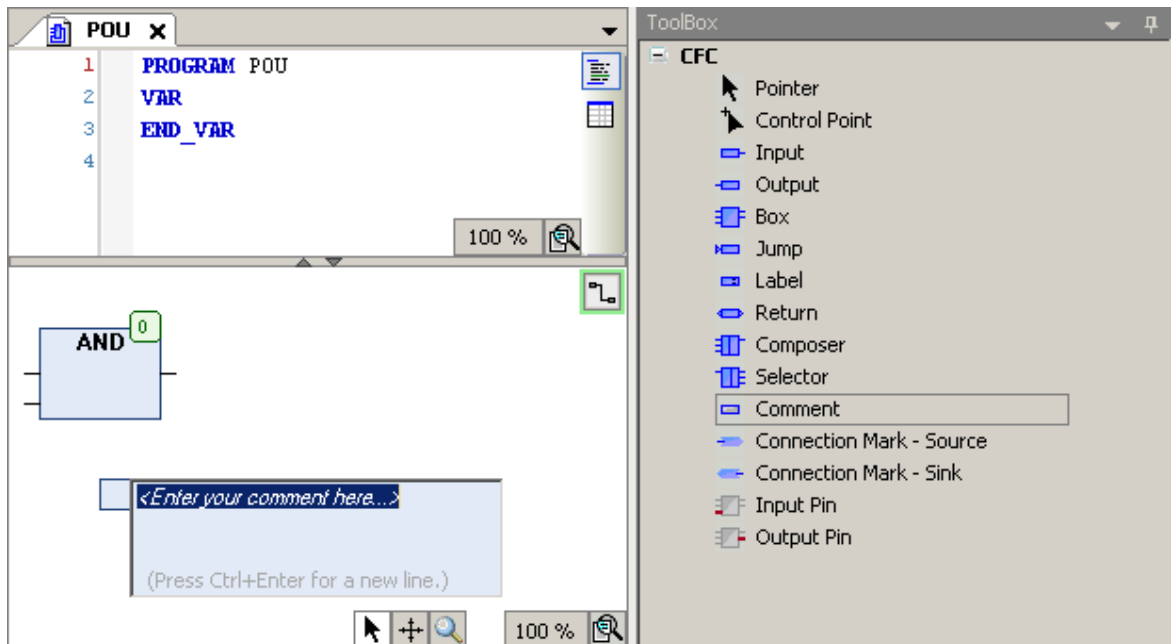 POU
1 PROGRAM POU
2 VAR
3 END_VAR
4
100 %
0
AND
<Enter your comment here...>
(Press Ctrl+Enter for a new line.)
100 %
ToolBox
CFC
Pointer
Control Point
Input
Output
Box
Jump
Label
Return
Composer
Selector
Comment
Connection Mark - Source
Connection Mark - Sink
Input Pin
Output Pin